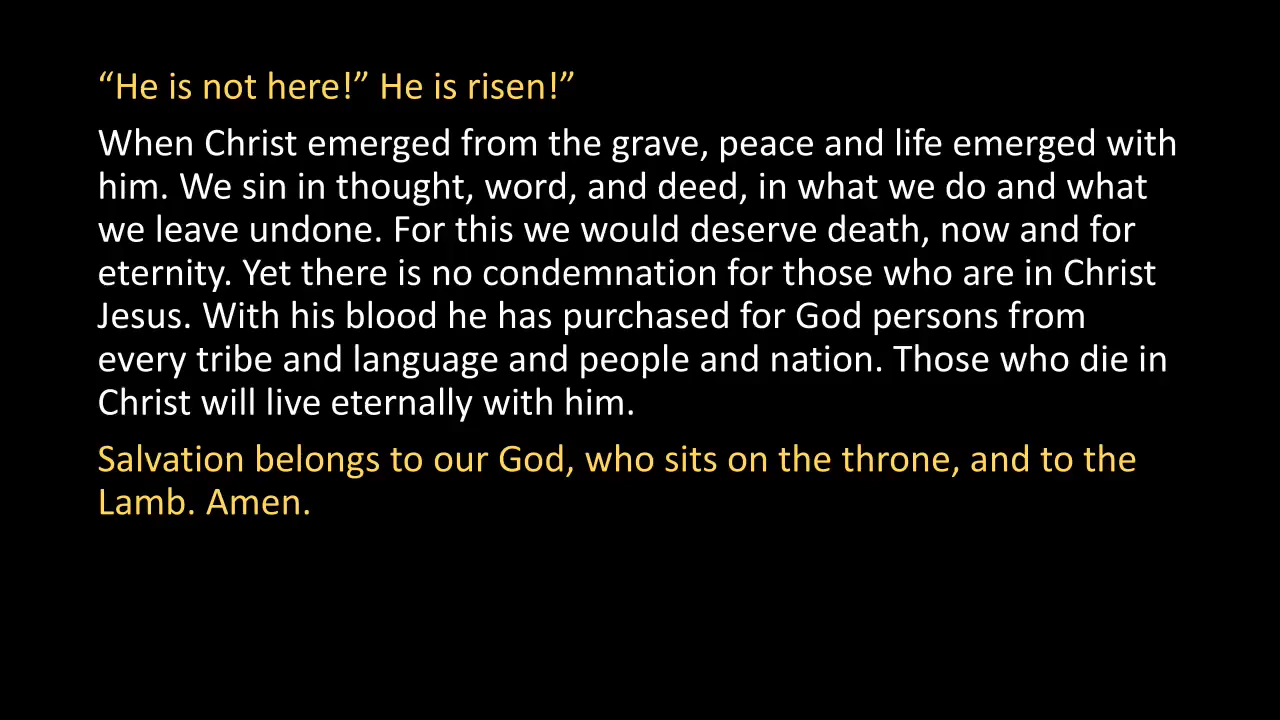 “He is not here!” He is risen!”
When Christ emerged from the grave, peace and life emerged with
him. We sin in thought, word, and deed, in what we do and what
we leave undone. For this we would deserve death, now and for
eternity. Yet there is no condemnation for those who are in Christ
Jesus. With his blood he has purchased for God persons from
every tribe and language and people and nation. Those who die in
Christ will live eternally with him.
Salvation belongs to our God, who sits on the throne, and to the
Lamb. Amen.